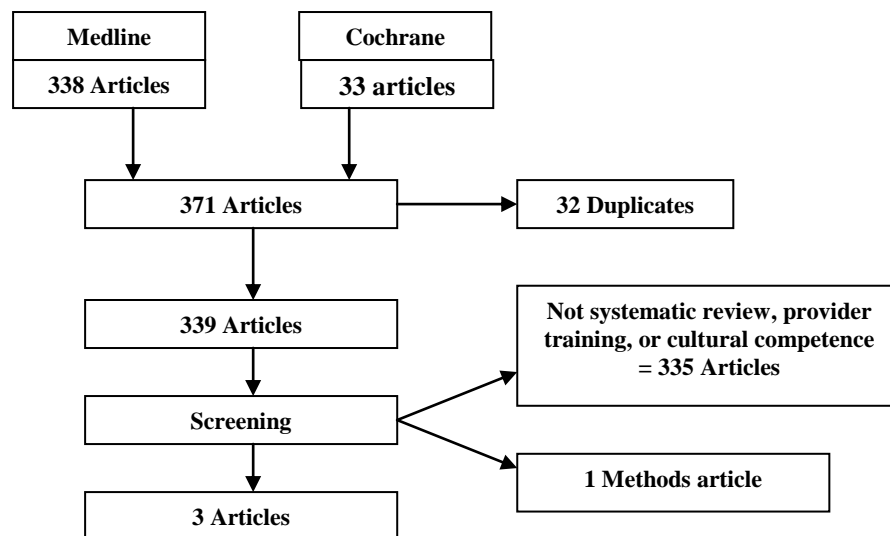 Medline
338 Articles
Cochrane
33 articles
371 Articles
32 Duplicates
339 Articles
Not systematic review, provider
training, or cultural competence
= 335 Articles
Screening
1 Methods article
3 Articles